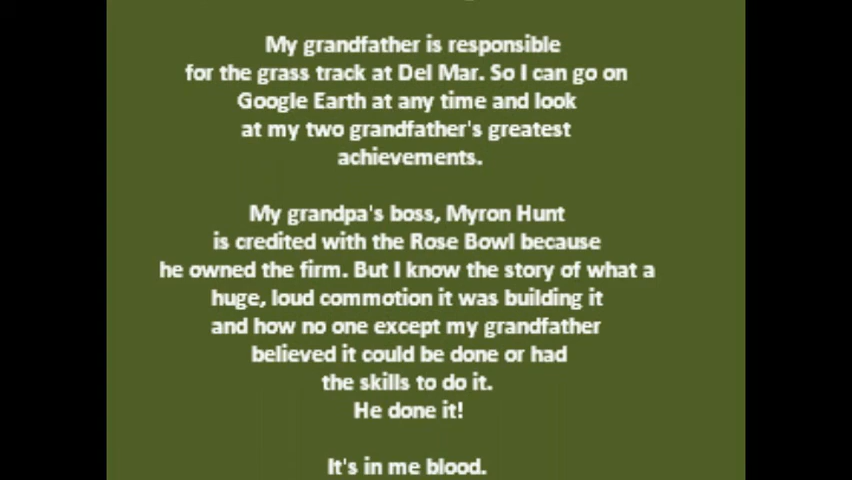 My grandfather is responsible
for the grass track at Del Mar. So I can go on
Google Earth at any time and look
at my two grandfather's greatest
achievements.
My grandpa's boss, Myron Hunt
is credited with the Rose Bowl because
he owned the firm. But I know the story of what a
huge, loud commotion it was building it
and how no one except my grandfather
believed it could be done or had
the skills to do it.
He done it!
It's in me blood.